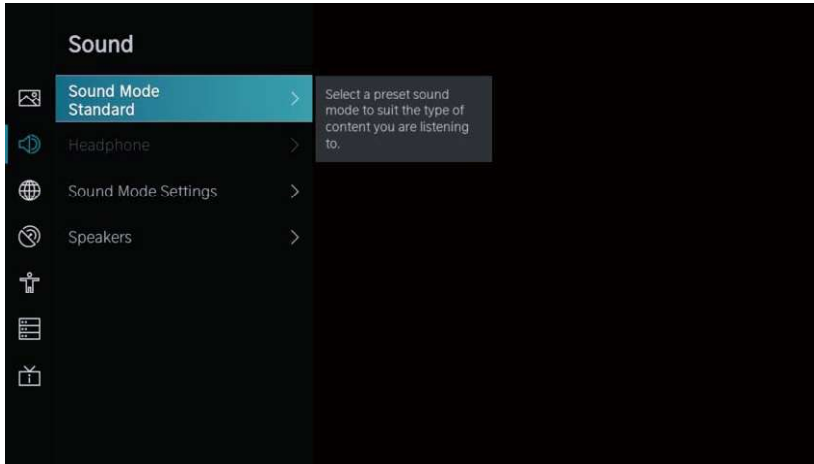 Sound
Sound Mode
Standard
Select a preset sound
mode to suit the type of
content you are listening
to.
Headphone
Sound Mode Settings
Speakers